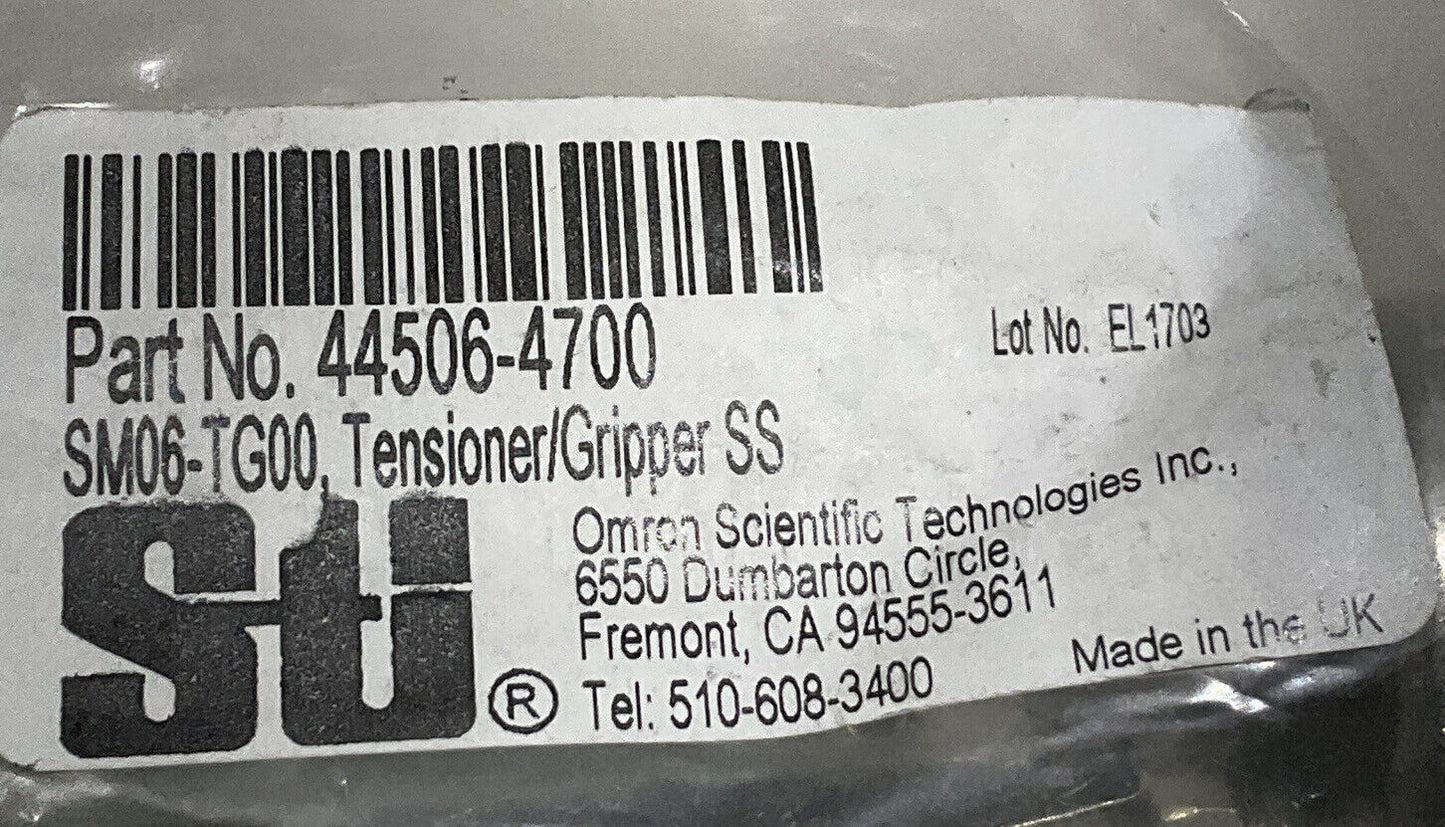 Part No. 44506-4700
Lot No. EL1703
SM06-TG00, Tensioner/Gripper SS
sti®
Omron Scientific Technologies Inc.,
6550 Dumbarton Circle,
Fremont, CA 94555-3611
Tel: 510-608-3400
Made in the UK